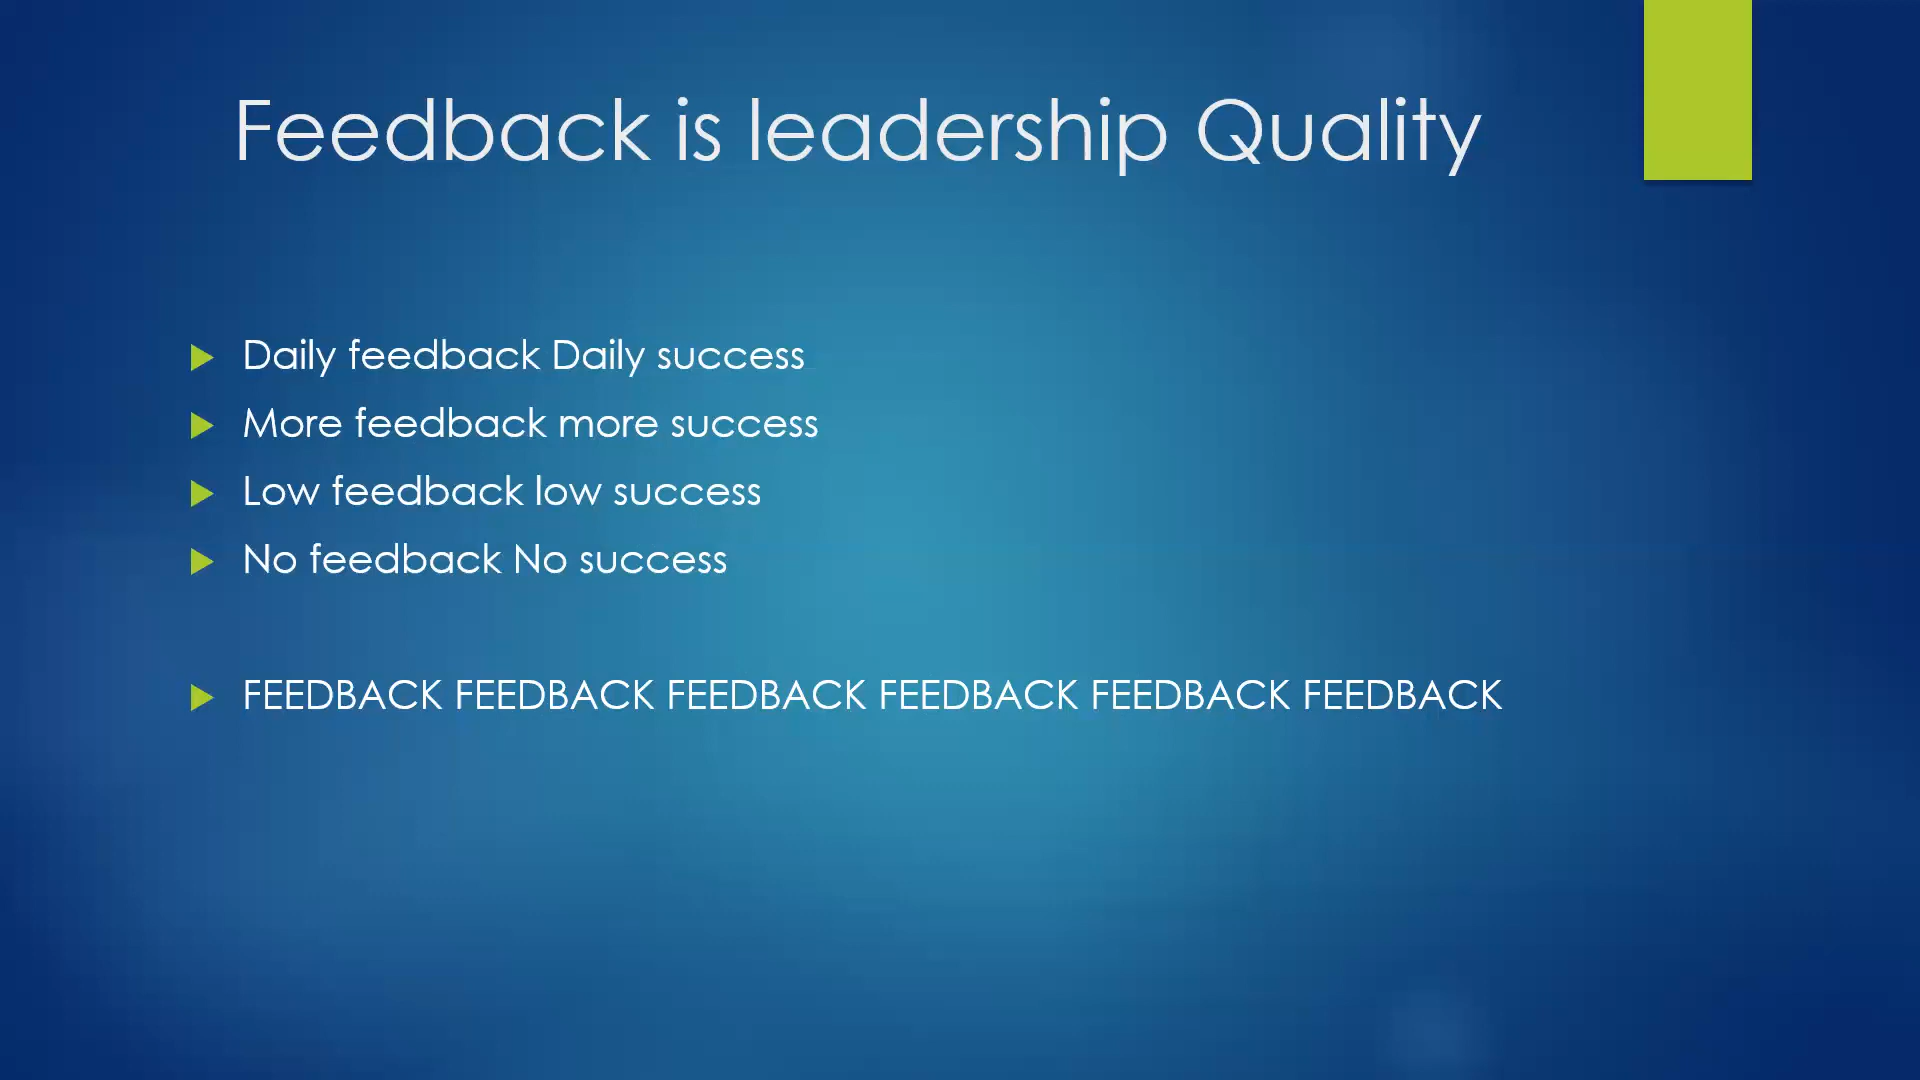 Feedback is leadership Quality
Daily feedback Daily success
More feedback more success
Low feedback low success
No feedback No success
FEEDBACK FEEDBACK FEEDBACK FEEDBACK FEEDBACK FEEDBACK